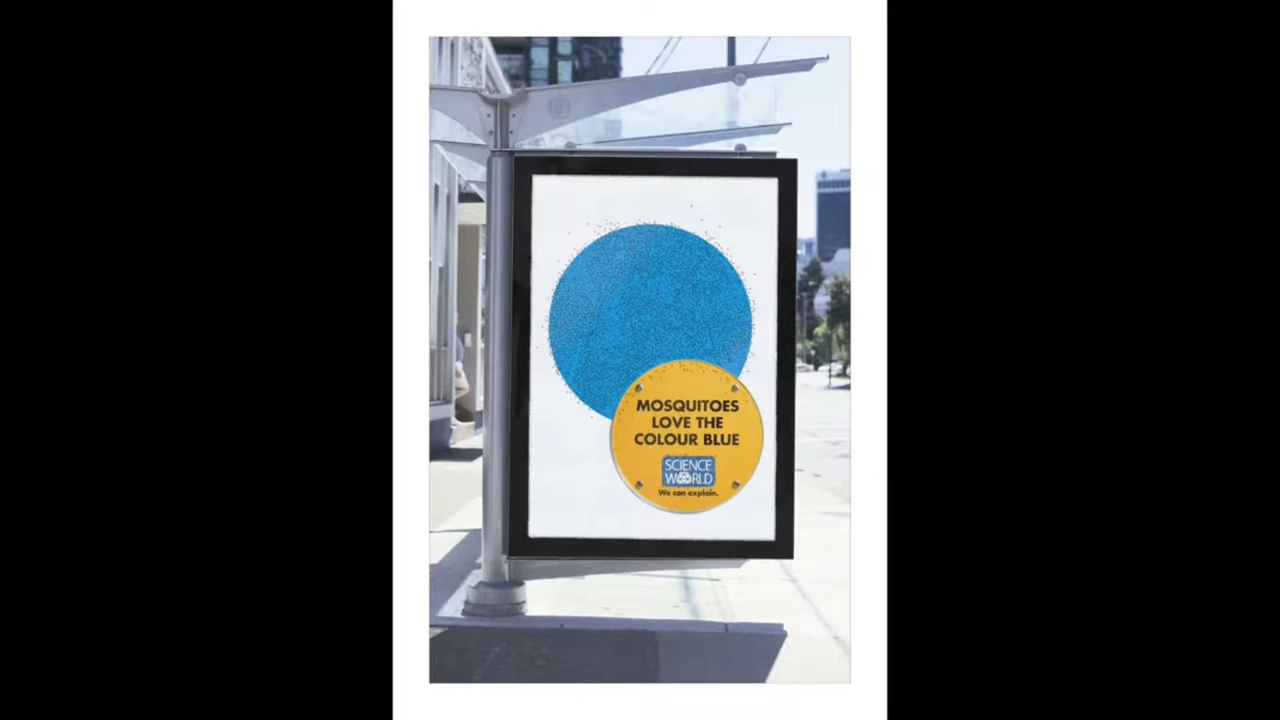 MOSQUITOES
LOVE THE
COLOUR BLUE
SCIENCE
WORLD
We can explain.